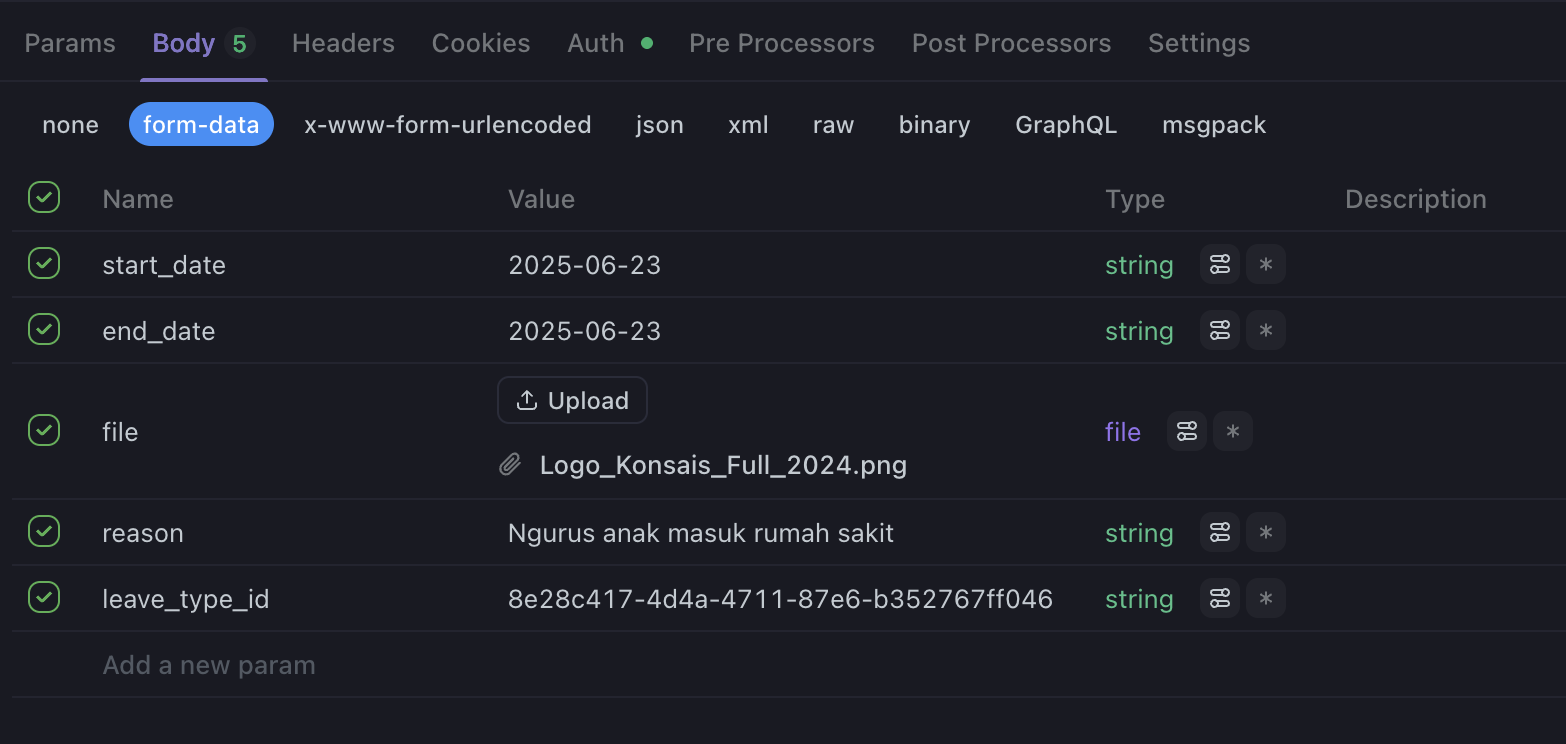 Params Body 5 Headers Cookies Auth Pre Processors Post Processors Settings
none form-data x-www-form-urlencoded json xml raw binary GraphQL msgpack
Name Value Type Description
start_date 2025-06-23 string *
end_date 2025-06-23 string *
Upload
file file *
Logo_Konsais_Full_2024.png
reason Ngurus anak masuk rumah sakit string *
leave_type_id 8e28c417-4d4a-4711-87e6-b352767ff046 string *
Add a new param